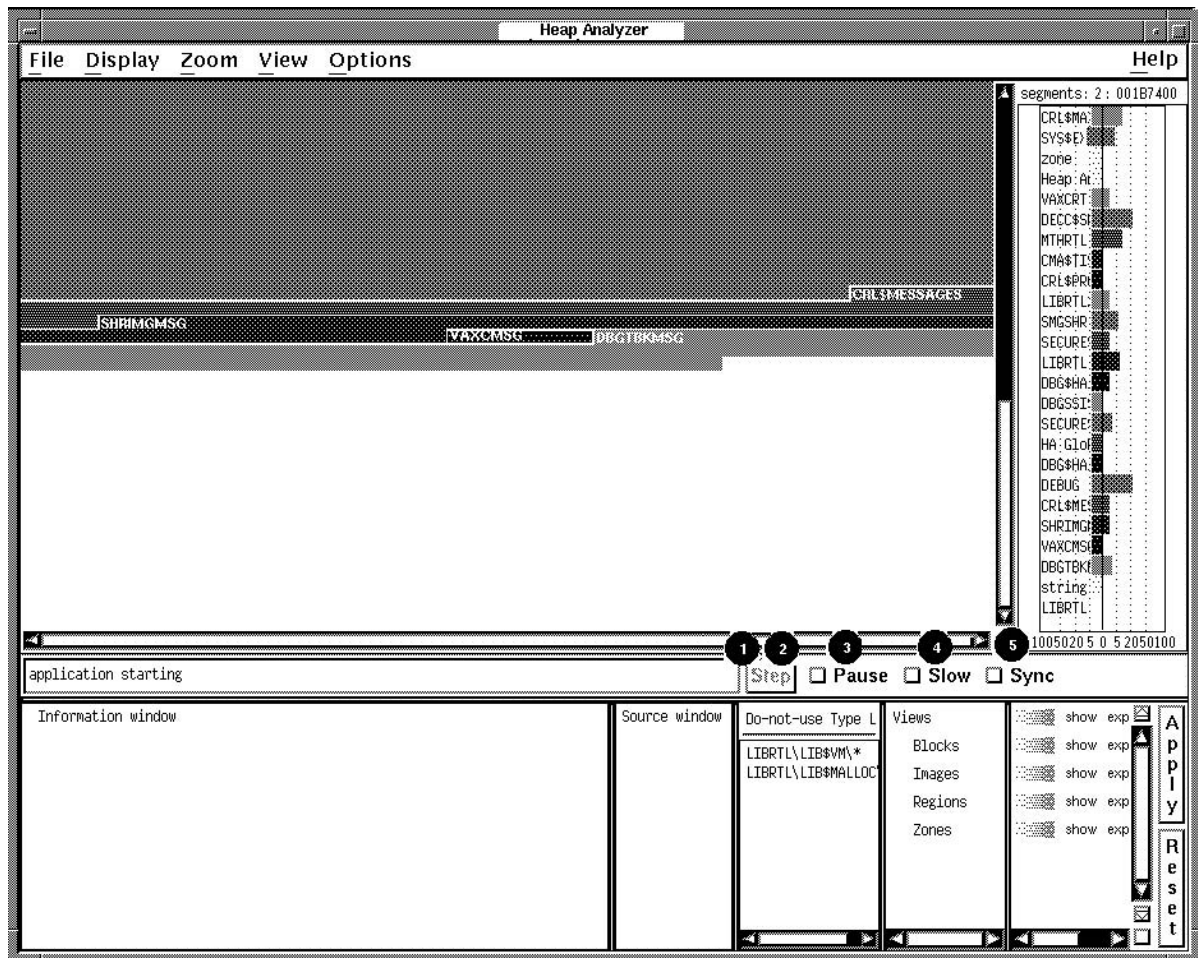 Heap Analyzer
File Display Zoom View Options Help
segments: 2: 001B7400
CRL$MA
SYS$E
zone
Heap A
VAXCRT
DECC$S
MTHRTL
CMA$TI
CRL$PR
LIBRTL
SMGSHR
SECURE
LIBRTL
DBG$HA
DBGSSI
SECURE
HA Glo
DBG$HA
DEBUG
CRL$ME
SHRIMG
VAXCMS
DBGTBK
string
LIBRTL
CRL$MESSAGES
SHRIMGMSG
VAXCMSG DBGTBKMSG
1005020 5 0 5 2050100
1 2 3 4 5
application starting Step Pause Slow Sync
Information window
Source window
Do-not-use Type L
LIBRTL\LIB$VM\*
LIBRTL\LIB$MALLOC
Views
Blocks
Images
Regions
Zones
show exp
show exp
show exp
show exp
show exp
Apply
Reset